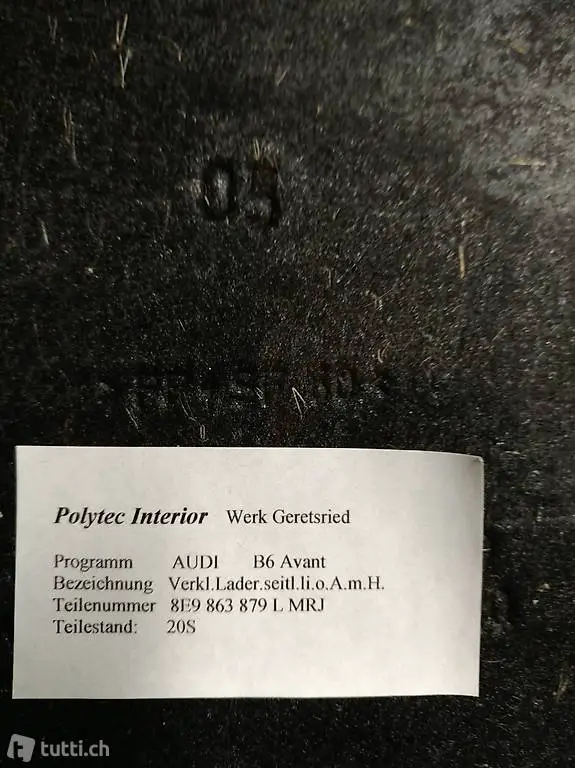 03
Polytec Interior Werk Geretsried
Programm AUDI B6 Avant
Bezeichnung Verkl.Lader.seitl.li.o.A.m.H.
Teilenummer 8E9 863 879 L MRJ
Teilestand: 20S
tutti.ch